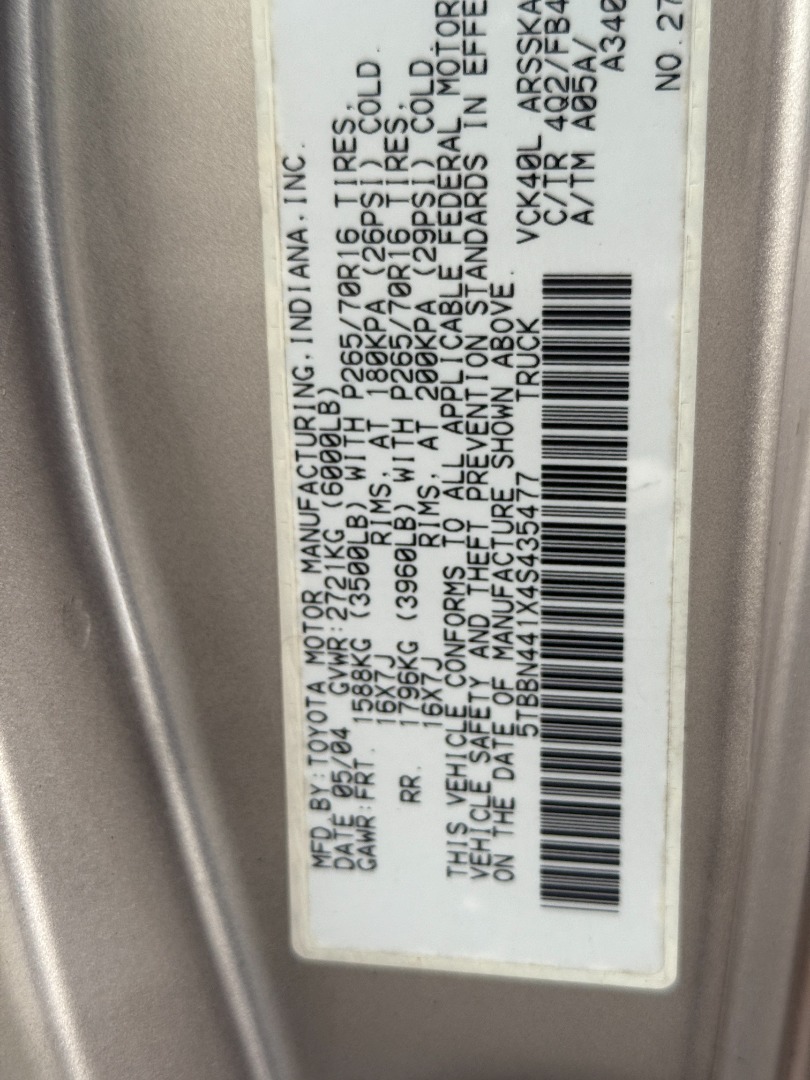 MFD.BY:TOYOTA MOTOR MANUFACTURING.INDIANA.INC.
DATE 05/04 GVWR:2721KG (6000LB)
GAWR:FRT. 1588KG (3500LB) WITH P265/70R16 TIRES,
16X7J RIMS, AT 180KPA (26PSI) COLD.
RR. 1796KG (3960LB) WITH P265/70R16 TIRES,
16X7J RIMS, AT 200KPA (29PSI) COLD.
THIS VEHICLE CONFORMS TO ALL APPLICABLE FEDERAL MOTOR
VEHICLE SAFETY AND THEFT PREVENTION STANDARDS IN EFFE
ON THE DATE OF MANUFACTURE SHOWN ABOVE.
5TBBN441X4S435477 TRUCK
VCK40L ARSSKA
C/TR 4Q2/FB4
A/TM A05A/
A340
NO.27